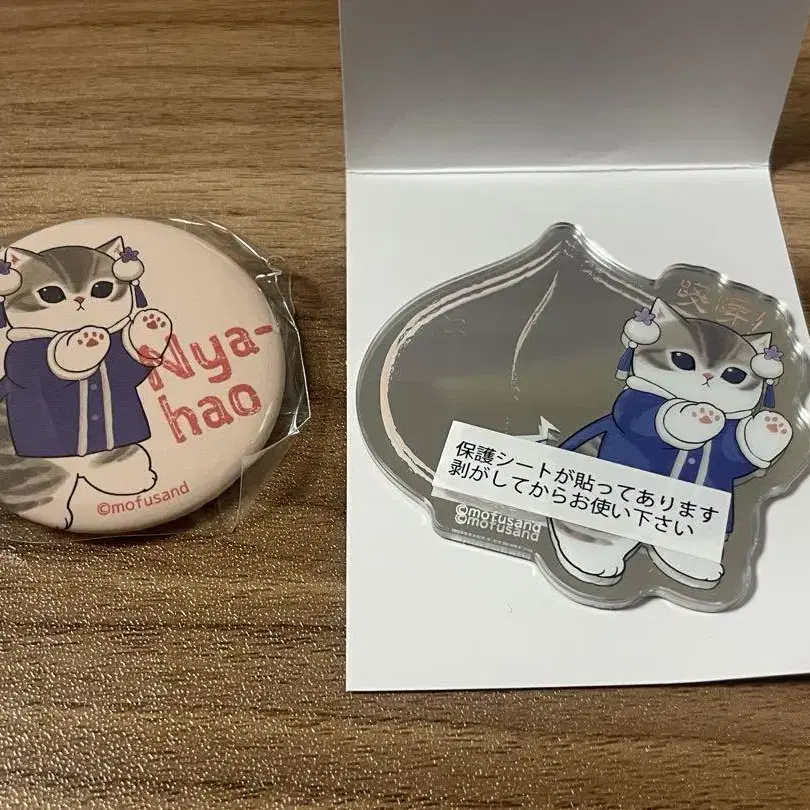 Nya-
hao
©mofusand
保護シートが貼ってあります
剥がしてからお使い下さい
©mofusand